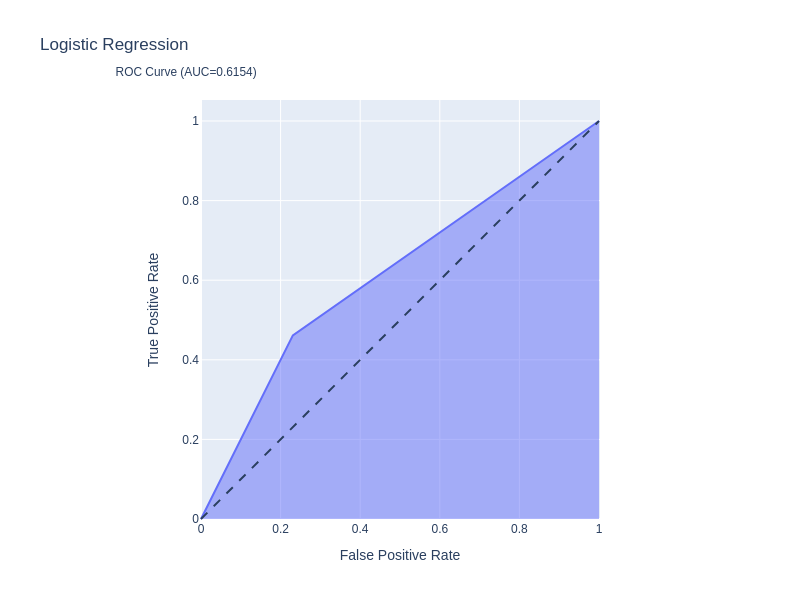 Logistic Regression
ROC Curve (AUC=0.6154)
True Positive Rate
1
0.8
0.6
0.4
0.2
0
0 0.2 0.4 0.6 0.8 1
False Positive Rate